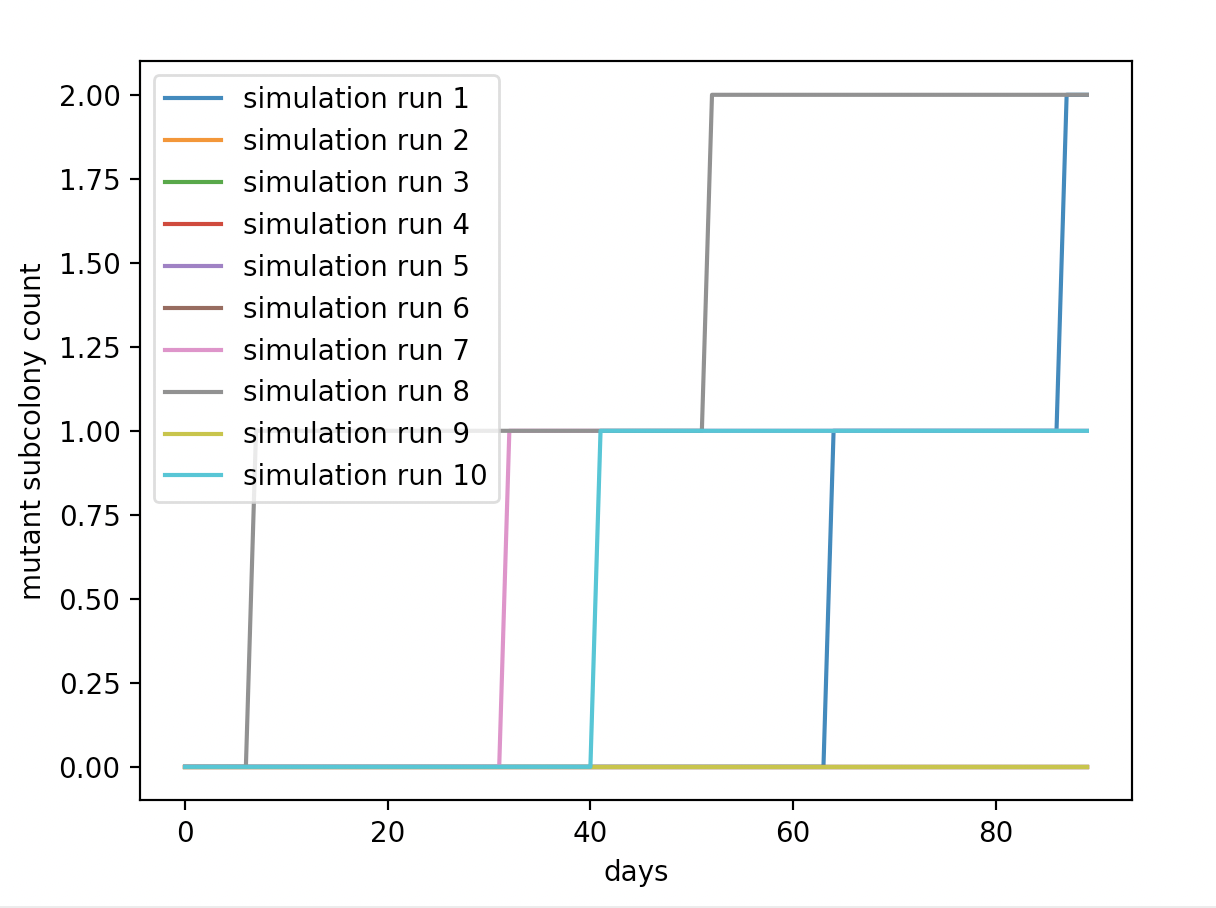 2.00
1.75
1.50
1.25
1.00
0.75
0.50
0.25
0.00
mutant subcolony count
simulation run 1
simulation run 2
simulation run 3
simulation run 4
simulation run 5
simulation run 6
simulation run 7
simulation run 8
simulation run 9
simulation run 10
0 20 40 60 80
days